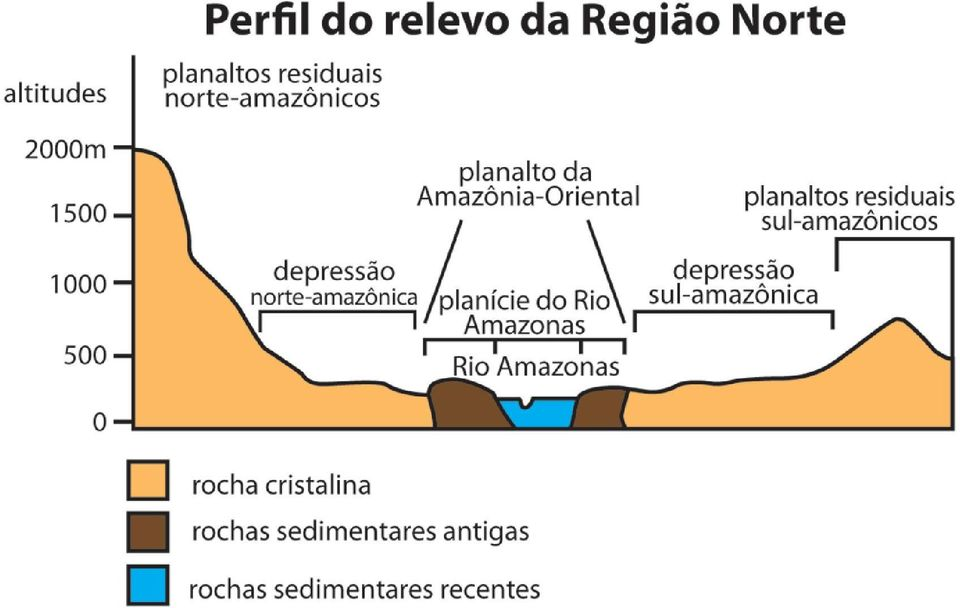 Perfil do relevo da Região Norte
altitudes
planaltos residuais
norte-amazônicos
2000m
1500
1000
500
0
planalto da
Amazônia-Oriental
planaltos residuais
sul-amazônicos
depressão
norte-amazônica
planície do Rio
Amazonas
Rio Amazonas
depressão
sul-amazônica
rocha cristalina
rochas sedimentares antigas
rochas sedimentares recentes